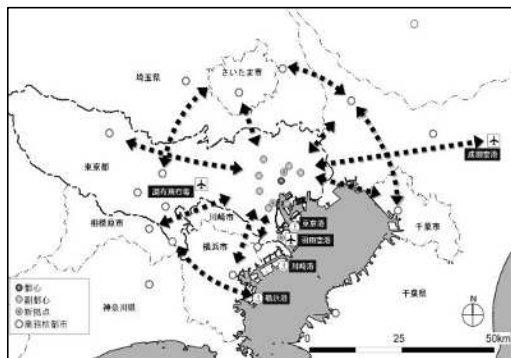 埼玉県
さいたま市
東京都
成田空港
調布飛行場
相模原市
川崎市
横浜市
東京港
羽田空港
川崎港
横浜港
千葉市
千葉県
神奈川県
都心
副都心
新拠点
業務核都市
N
0 25 50km